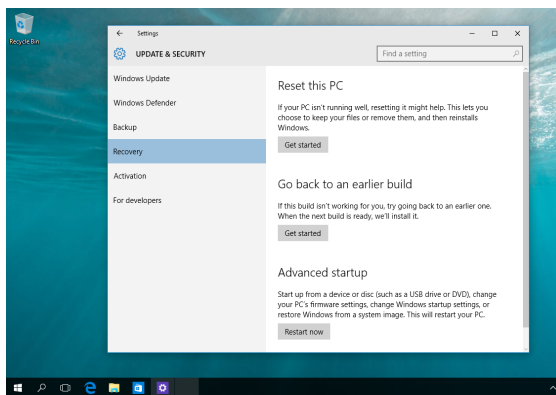 Recycle Bin
Settings
UPDATE & SECURITY
Find a setting
Windows Update
Windows Defender
Backup
Recovery
Activation
For developers
Reset this PC
If your PC isn't running well, resetting it might help. This lets you
choose to keep your files or remove them, and then reinstalls
Windows.
Get started
Go back to an earlier build
If this build isn't working for you, try going back to an earlier one.
When the next build is ready, we'll install it.
Get started
Advanced startup
Start up from a device or disc (such as a USB drive or DVD), change
your PC's firmware settings, change Windows startup settings, or
restore Windows from a system image. This will restart your PC.
Restart now